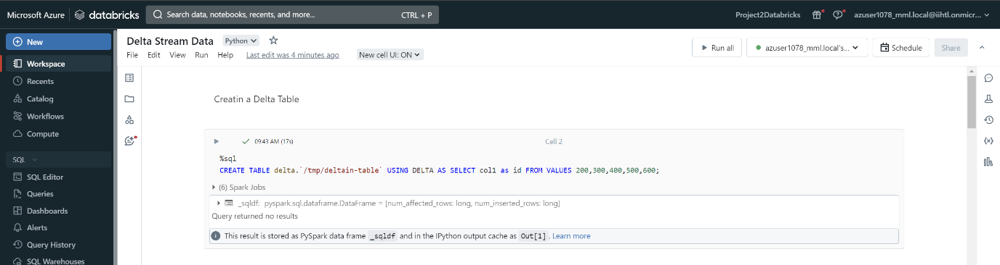 Microsoft Azure databricks Search data, notebooks, recents, and more... CTRL + P Project2Databricks azuser1078_mml.local@iihtl.onmicr...
New
Workspace
Recents
Catalog
Workflows
Compute
SQL
SQL Editor
Queries
Dashboards
Alerts
Query History
SQL Warehouses
Delta Stream Data Python
File Edit View Run Help Last edit was 4 minutes ago New cell UI: ON
Run all azuser1078_mml.local's... Schedule Share
Creatin a Delta Table
09:43 AM (17s) Cell 2
%sql
CREATE TABLE delta.`/tmp/deltain-table` USING DELTA AS SELECT col1 as id FROM VALUES 200,300,400,500,600;
(6) Spark Jobs
_sqldf: pyspark.sql.dataframe.DataFrame = [num_affected_rows: long, num_inserted_rows: long]
Query returned no results
This result is stored as PySpark data frame _sqldf and in the IPython output cache as Out[1]. Learn more